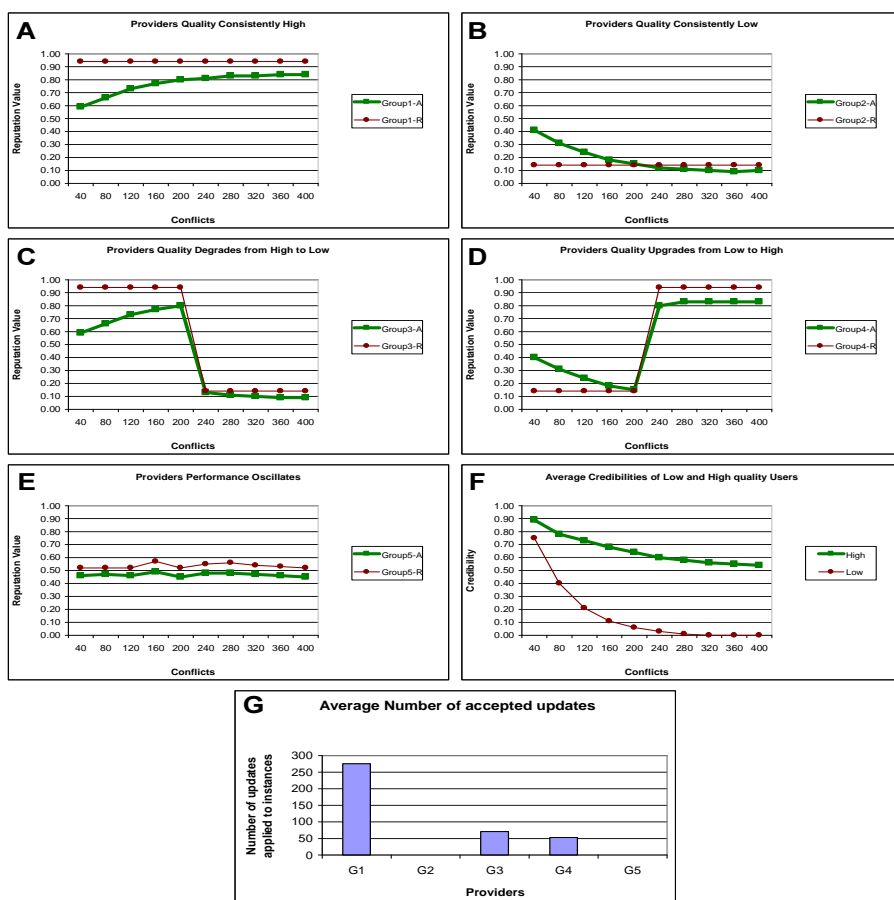 A
Providers Quality Consistently High
Reputation Value
1.00
0.90
0.80
0.70
0.60
0.50
0.40
0.30
0.20
0.10
0.00
40 80 120 160 200 240 280 320 360 400
Conflicts
Group1-A
Group1-R
B
Providers Quality Consistently Low
Reputation Value
1.00
0.90
0.80
0.70
0.60
0.50
0.40
0.30
0.20
0.10
0.00
40 80 120 160 200 240 280 320 360 400
Conflicts
Group2-A
Group2-R
C
Providers Quality Degrades from High to Low
Reputation Value
1.00
0.90
0.80
0.70
0.60
0.50
0.40
0.30
0.20
0.10
0.00
40 80 120 160 200 240 280 320 360 400
Conflicts
Group3-A
Group3-R
D
Providers Quality Upgrades from Low to High
Reputation Value
1.00
0.90
0.80
0.70
0.60
0.50
0.40
0.30
0.20
0.10
0.00
40 80 120 160 200 240 280 320 360 400
Conflicts
Group4-A
Group4-R
E
Providers Performance Oscillates
Reputation Value
1.00
0.90
0.80
0.70
0.60
0.50
0.40
0.30
0.20
0.10
0.00
40 80 120 160 200 240 280 320 360 400
Conflicts
Group5-A
Group5-R
F
Average Credibilities of Low and High quality Users
Credibility
1.00
0.90
0.80
0.70
0.60
0.50
0.40
0.30
0.20
0.10
0.00
40 80 120 160 200 240 280 320 360 400
Conflicts
High
Low
G
Average Number of accepted updates
Number of updates
applied to instances
300
250
200
150
100
50
0
G1 G2 G3 G4 G5
Providers